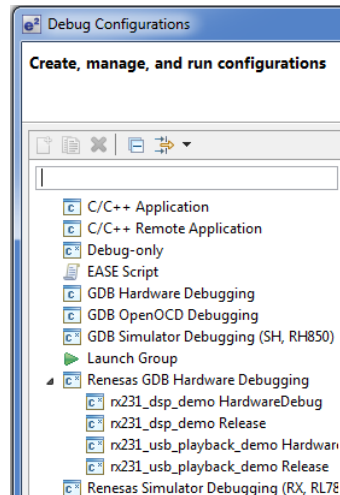 e² Debug Configurations
Create, manage, and run configurations
C/C++ Application
C/C++ Remote Application
Debug-only
EASE Script
GDB Hardware Debugging
GDB OpenOCD Debugging
GDB Simulator Debugging (SH, RH850)
Launch Group
Renesas GDB Hardware Debugging
rx231_dsp_demo HardwareDebug
rx231_dsp_demo Release
rx231_usb_playback_demo Hardware
rx231_usb_playback_demo Release
Renesas Simulator Debugging (RX, RL78